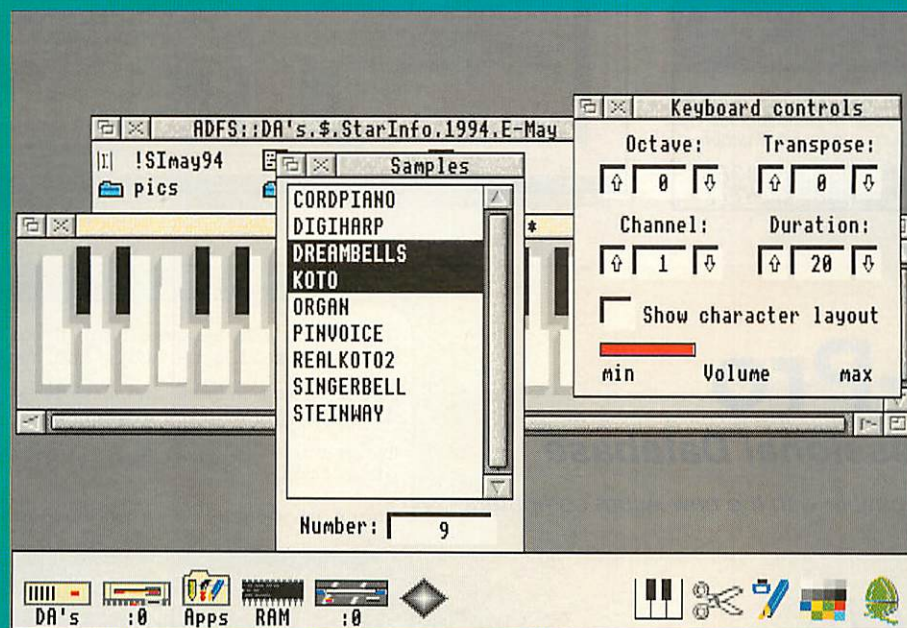 ADFS::DA's.$.StarInfo.1994.E-May
!SImay94
pics
Samples
CORDPIANO
DIGIHARP
DREAMBELLS
KOTO
ORGAN
PINVOICE
REALKOTO2
SINGERBELL
STEINWAY
Number: 9
*
Keyboard controls
Octave: Transpose:
0 0
Channel: Duration:
1 20
Show character layout
min Volume max
DA's :0 Apps RAM :0